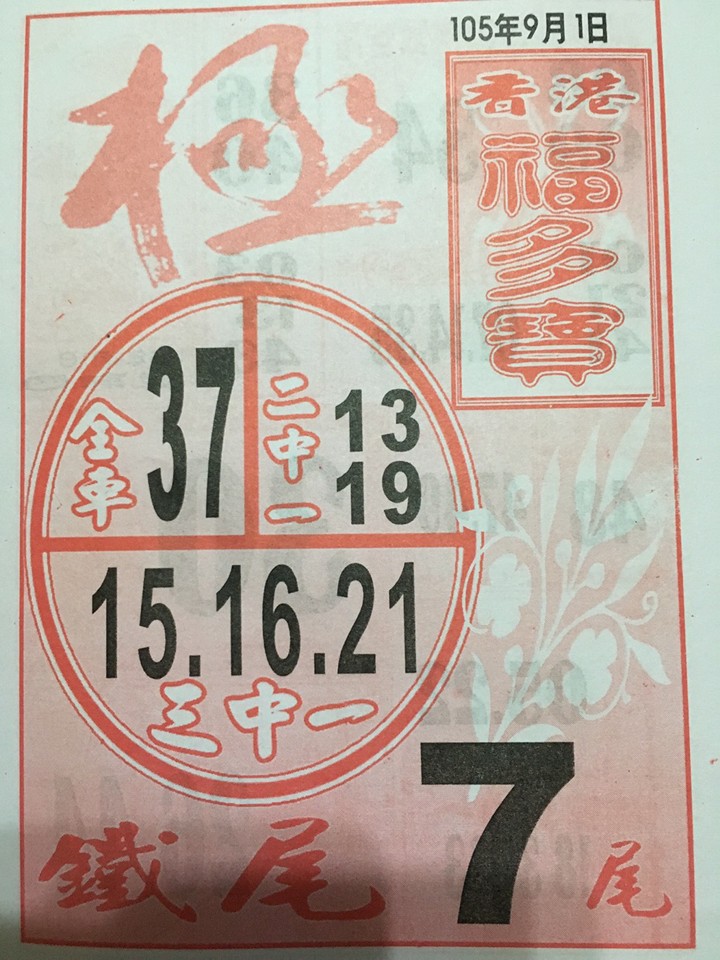 105年9月1日
極
香港
福多寶
全車
37
二中一
13
19
15.16.21
三中一
鐵尾
7尾